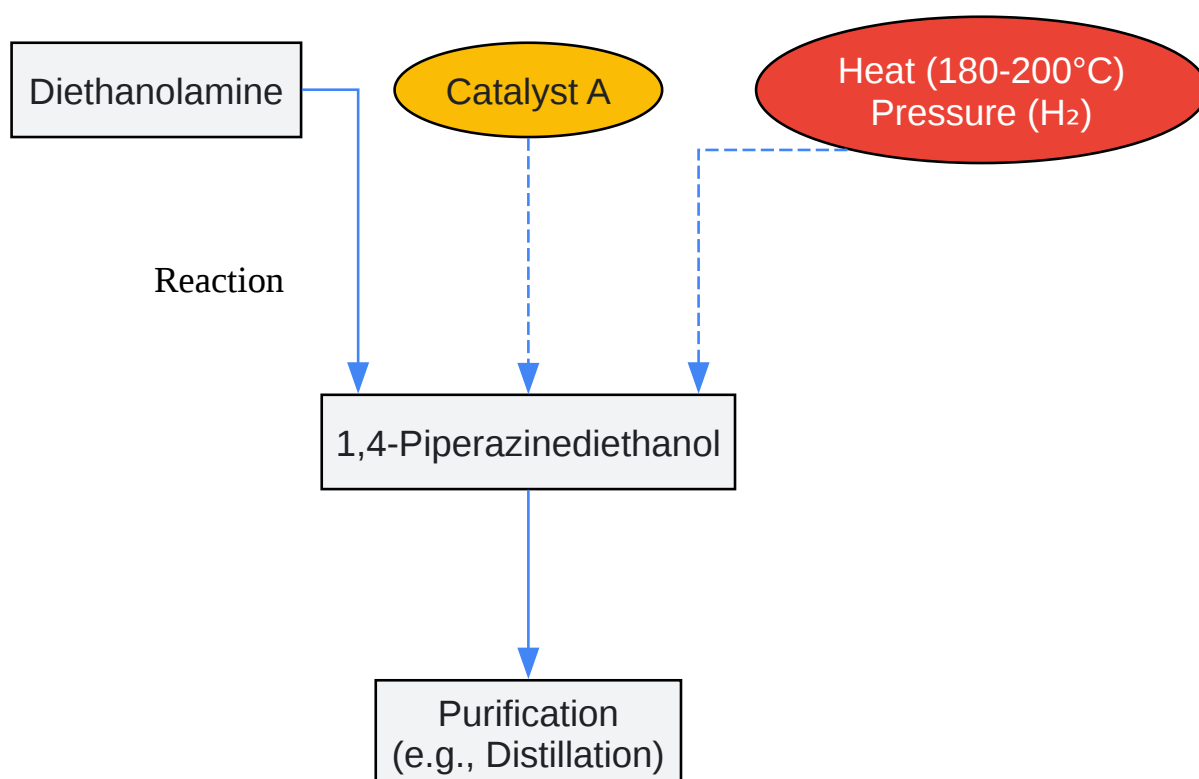 Diethanolamine
Catalyst A
Heat (180-200°C)
Pressure (H₂)
Reaction
1,4-Piperazinediethanol
Purification
(e.g., Distillation)